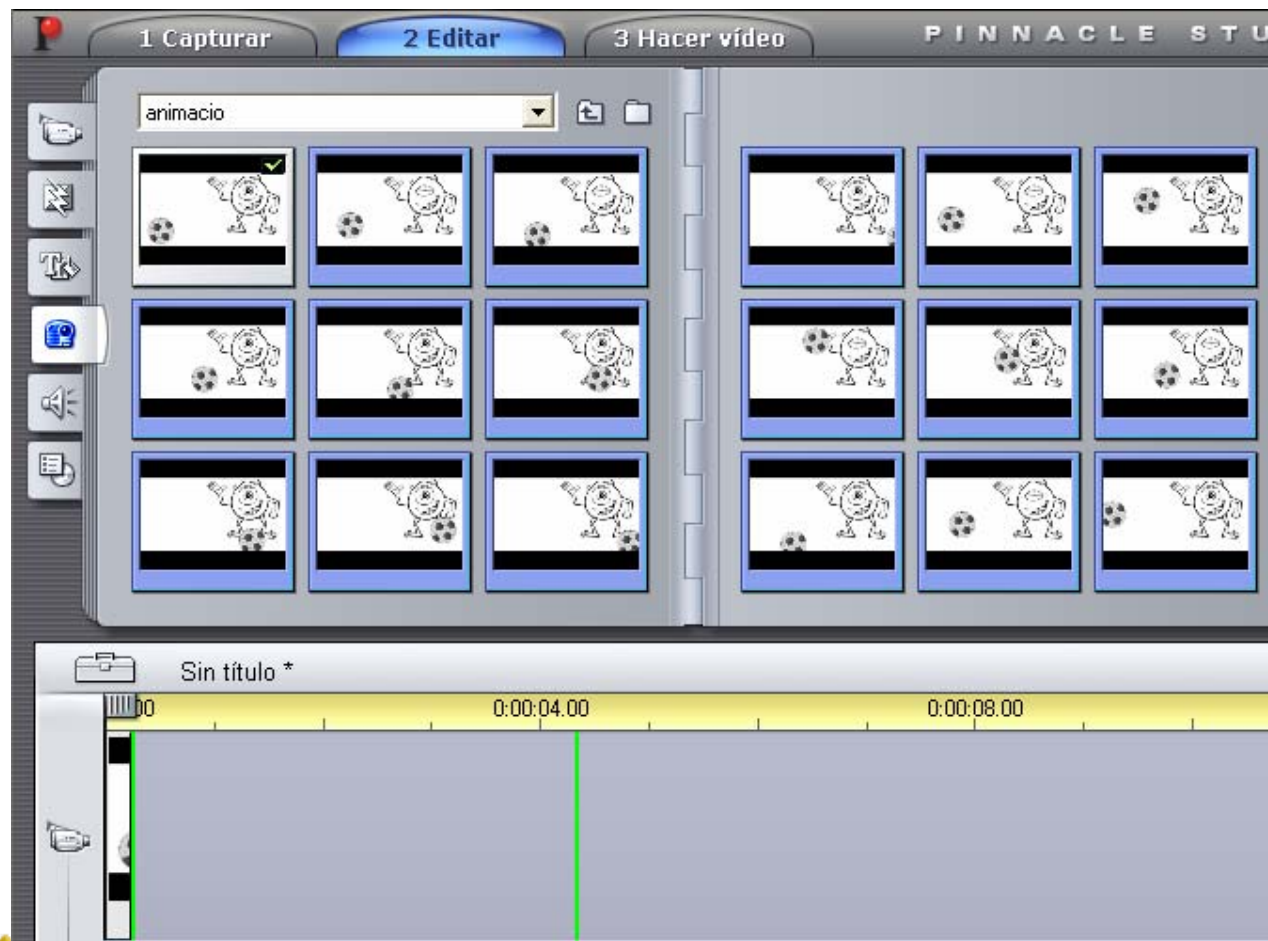 1 Capturar 2 Editar 3 Hacer vídeo PINNACLE STU
animacio
Sin título *
00 0:00:04.00 0:00:08.00